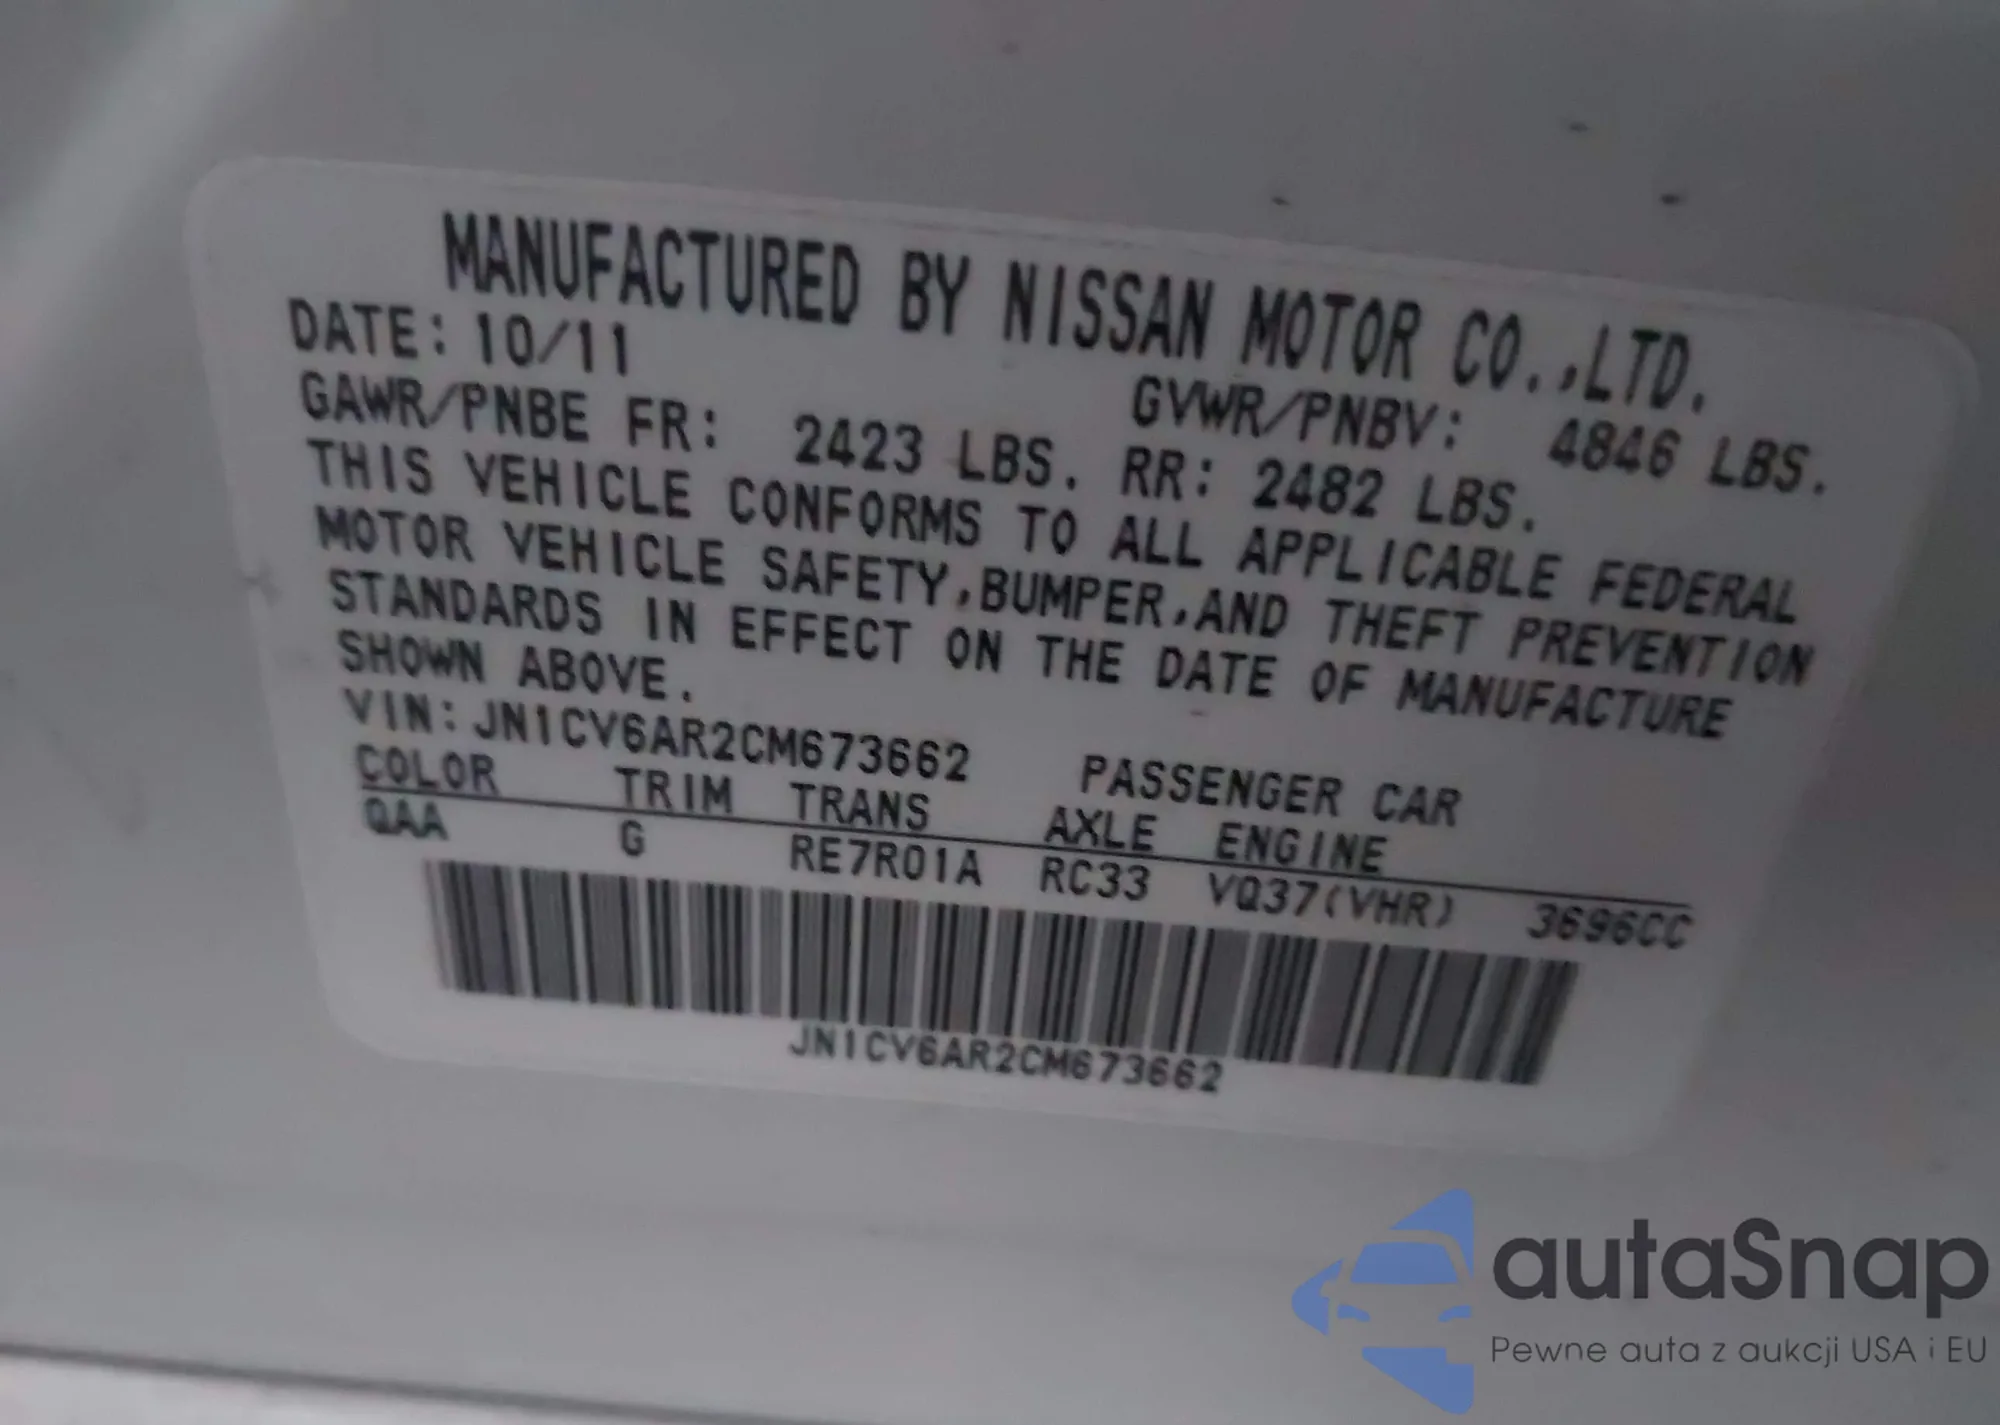 MANUFACTURED BY NISSAN MOTOR CO.,LTD.
DATE: 10/11
GVWR/PNBV: 4846 LBS.
GAWR/PNBE FR: 2423 LBS. RR: 2482 LBS.
THIS VEHICLE CONFORMS TO ALL APPLICABLE FEDERAL
MOTOR VEHICLE SAFETY,BUMPER,AND THEFT PREVENTION
STANDARDS IN EFFECT ON THE DATE OF MANUFACTURE
SHOWN ABOVE.
VIN: JN1CV6AR2CM673662 PASSENGER CAR
COLOR TRIM TRANS AXLE ENGINE
QAA G RE7R01A RC33 VQ37(VHR) 3696CC
JN1CV6AR2CM673662
autaSnap
Pewne auta z aukcji USA i EU